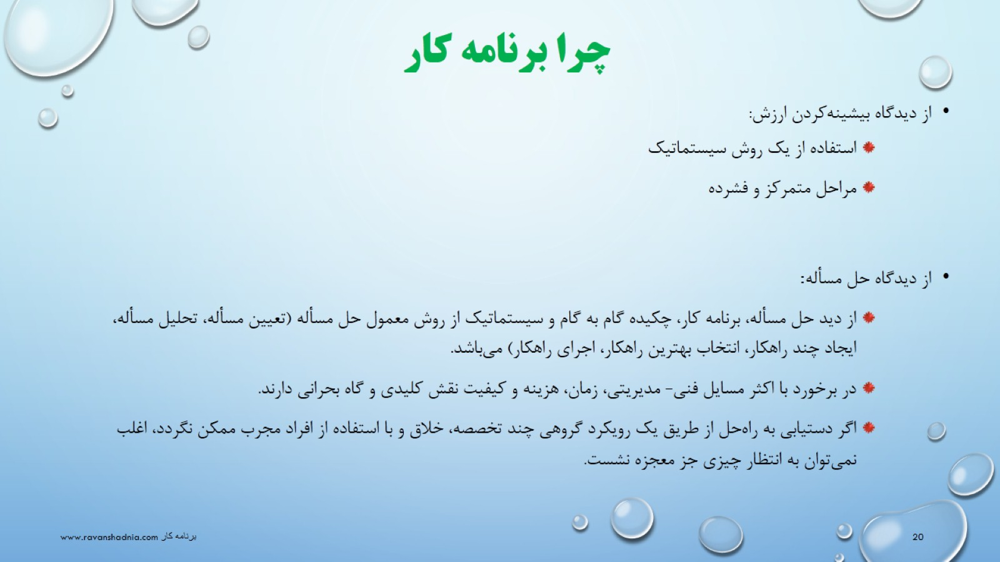 چرا برنامه کار
• از دیدگاه بیشینه‌کردن ارزش:
استفاده از یک روش سیستماتیک
مراحل متمرکز و فشرده
• از دیدگاه حل مسأله:
از دید حل مسأله، برنامه کار، چکیده گام به گام و سیستماتیک از روش معمول حل مسأله (تعیین مسأله، تحلیل مسأله،
ایجاد چند راهکار، انتخاب بهترین راهکار، اجرای راهکار) می‌باشد.
در برخورد با اکثر مسایل فنی- مدیریتی، زمان، هزینه و کیفیت نقش کلیدی و گاه بحرانی دارند.
اگر دستیابی به راه‌حل از طریق یک رویکرد گروهی چند تخصصه، خلاق و با استفاده از افراد مجرب ممکن نگردد، اغلب
نمی‌توان به انتظار چیزی جز معجزه نشست.
برنامه کار www.ravanshadnia.com
20